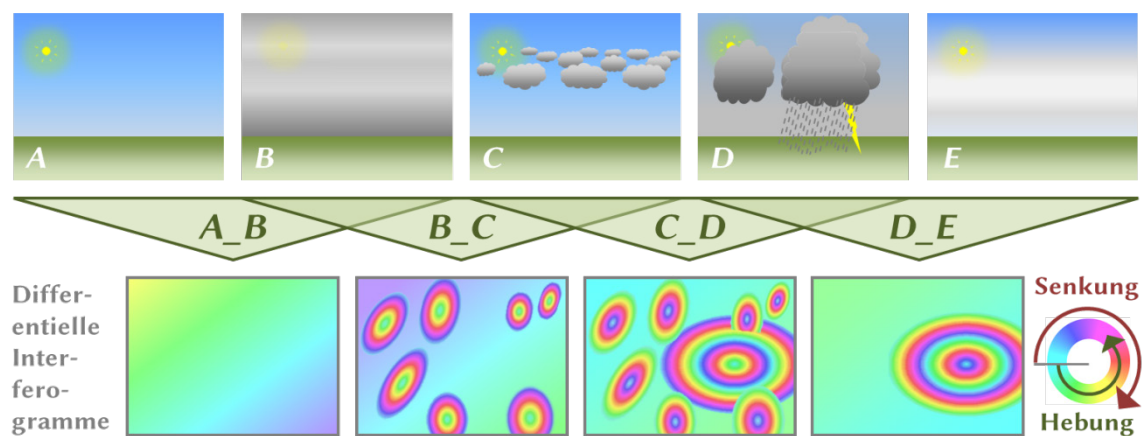 A
B
C
D
E
A_B
B_C
C_D
D_E
Differ-
entielle
Inter-
fero-
gramme
Senkung
Hebung